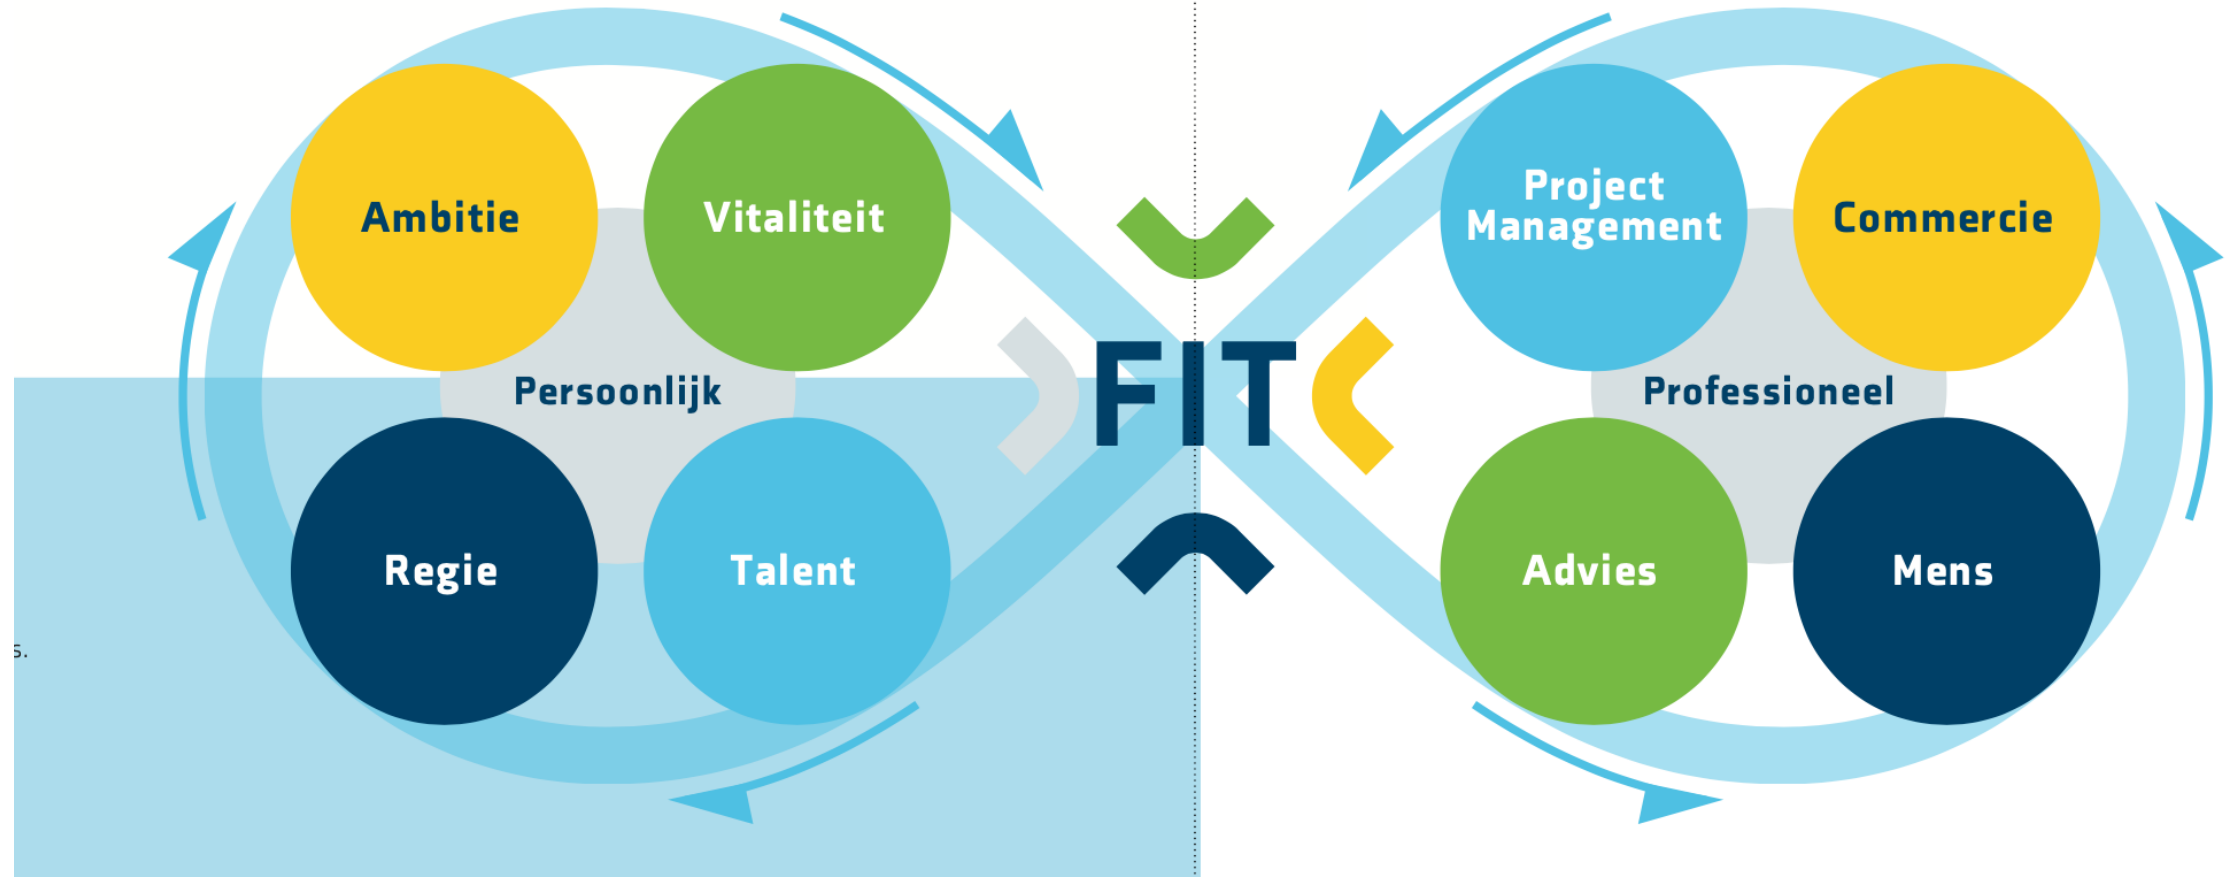 Ambitie
Vitaliteit
Persoonlijk
Regie
Talent
FIT
Project
Management
Commercie
Professioneel
Advies
Mens
s.